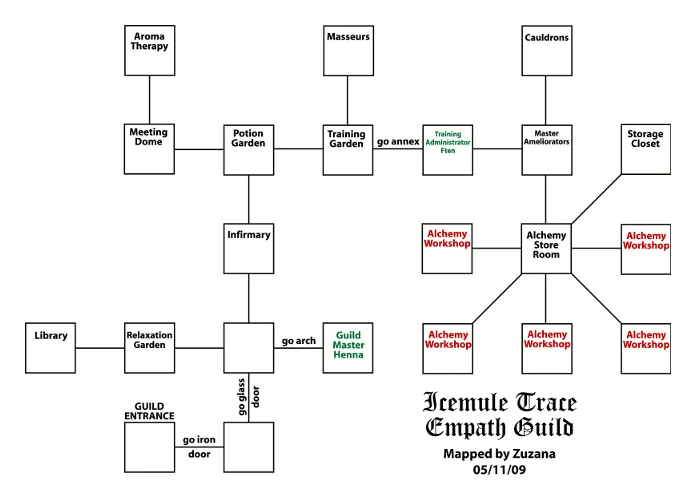 Aroma
Therapy
Masseurs
Cauldrons
Meeting
Dome
Potion
Garden
Training
Garden
go annex
Training
Administrator
Ften
Master
Ameliorators
Storage
Closet
Infirmary
Alchemy
Workshop
Alchemy
Store
Room
Alchemy
Workshop
Library
Relaxation
Garden
go arch
Guild
Master
Henna
Alchemy
Workshop
Alchemy
Workshop
Alchemy
Workshop
go glass
door
GUILD
ENTRANCE
go iron
door
Icemule Trace
Empath Guild
Mapped by Zuzana
05/11/09